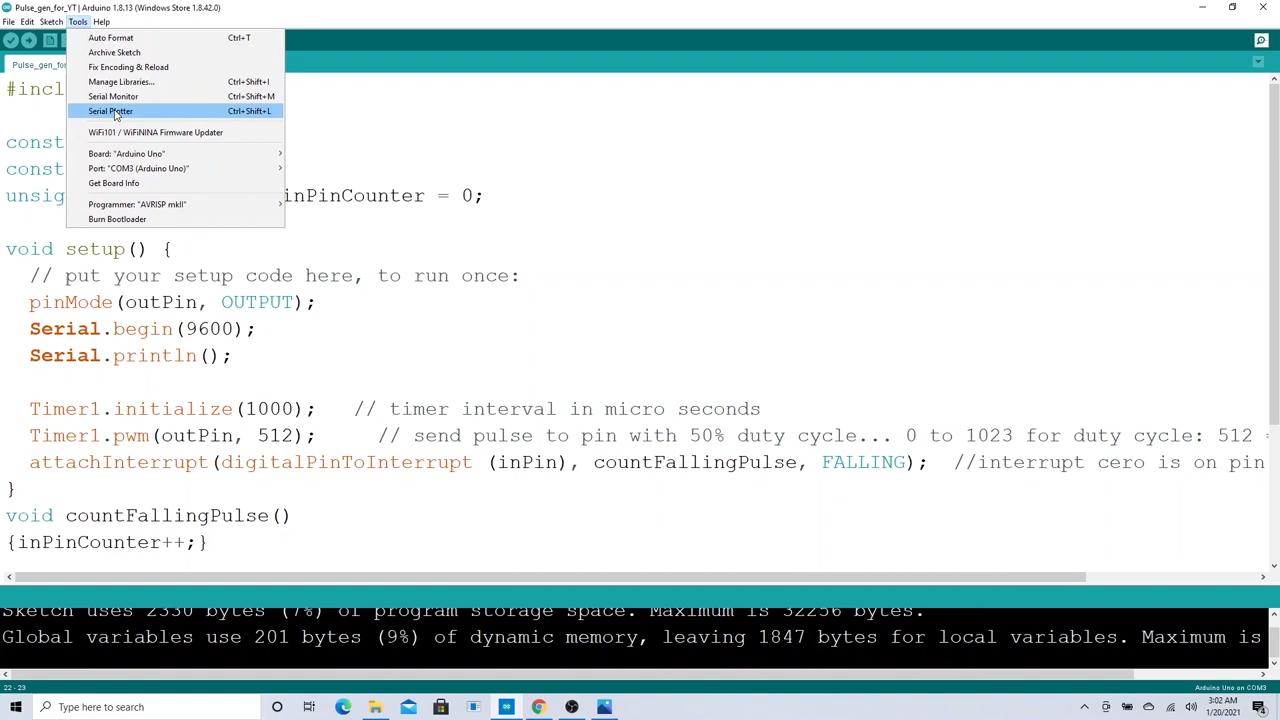 Pulse_gen_for_YT | Arduino 1.8.13 (Windows Store 1.8.42.0)
File Edit Sketch Tools Help
Auto Format Ctrl+T
Archive Sketch
Pulse_gen_for
Fix Encoding & Reload
Manage Libraries... Ctrl+Shift+I
#incl
Serial Monitor Ctrl+Shift+M
Serial Plotter Ctrl+Shift+L
WiFi101 / WiFiNINA Firmware Updater
const
Board: "Arduino Uno"
Port: "COM3 (Arduino Uno)"
const
Get Board Info
unsig inPinCounter = 0;
Programmer: "AVRISP mkII"
Burn Bootloader
void setup() {
// put your setup code here, to run once:
pinMode(outPin, OUTPUT);
Serial.begin(9600);
Serial.println();
Timer1.initialize(1000); // timer interval in micro seconds
Timer1.pwm(outPin, 512); // send pulse to pin with 50% duty cycle... 0 to 1023 for duty cycle: 512 =
attachInterrupt(digitalPinToInterrupt (inPin), countFallingPulse, FALLING); //interrupt cero is on pin
}
void countFallingPulse()
{inPinCounter++;}
Sketch uses 2330 bytes (7%) of program storage space. Maximum is 32256 bytes.
Global variables use 201 bytes (9%) of dynamic memory, leaving 1847 bytes for local variables. Maximum is
22 - 23 Arduino Uno on COM3
Type here to search
3:02 AM
1/20/2021
4